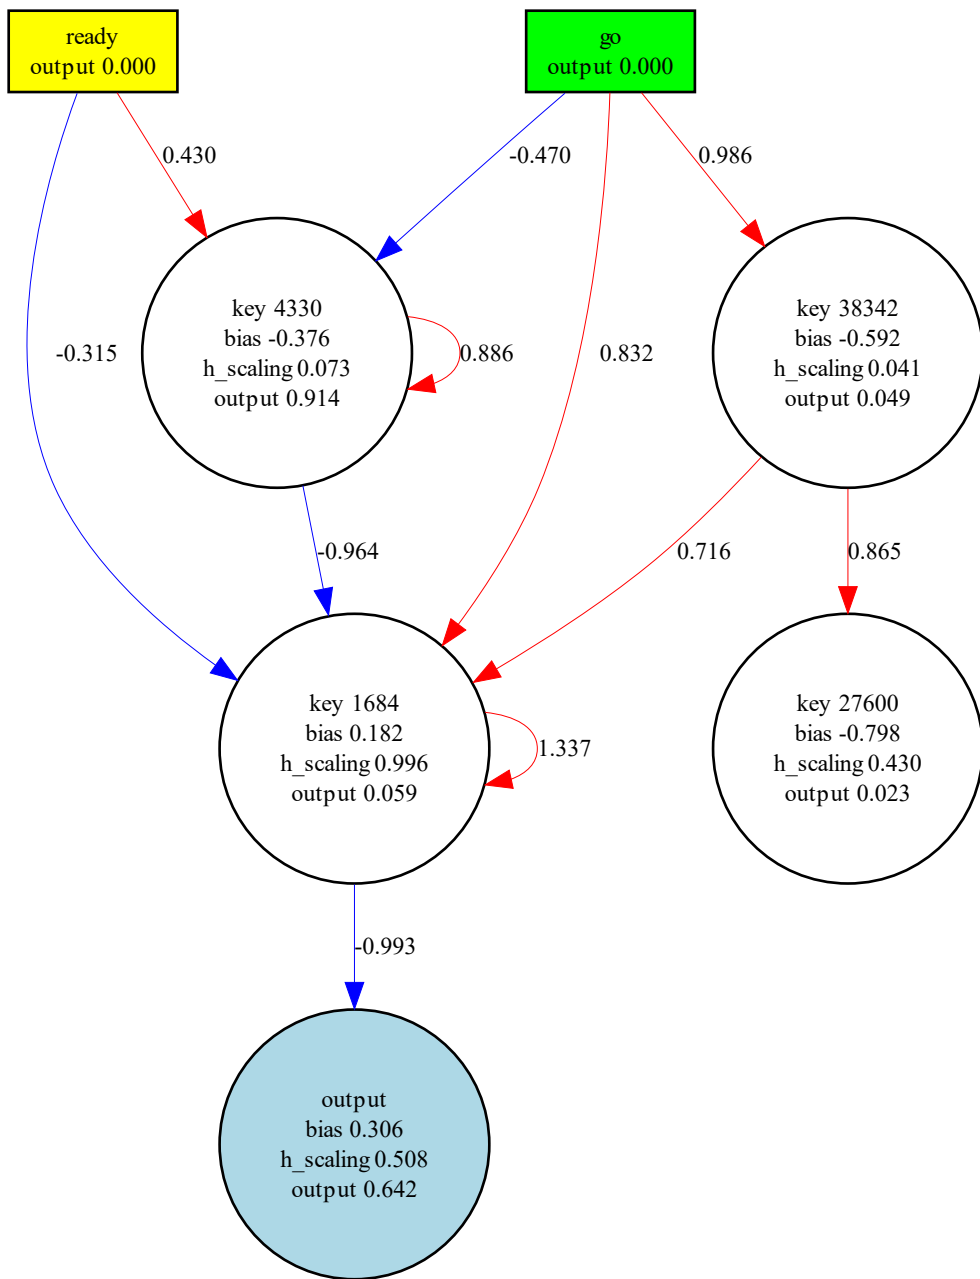 ready
output 0.000
go
output 0.000
0.430
-0.470
0.986
key 4330
bias -0.376
h_scaling 0.073
output 0.914
key 38342
bias -0.592
h_scaling 0.041
output 0.049
-0.315
0.886
0.832
-0.964
0.716
0.865
key 1684
bias 0.182
h_scaling 0.996
output 0.059
1.337
key 27600
bias -0.798
h_scaling 0.430
output 0.023
-0.993
output
bias 0.306
h_scaling 0.508
output 0.642